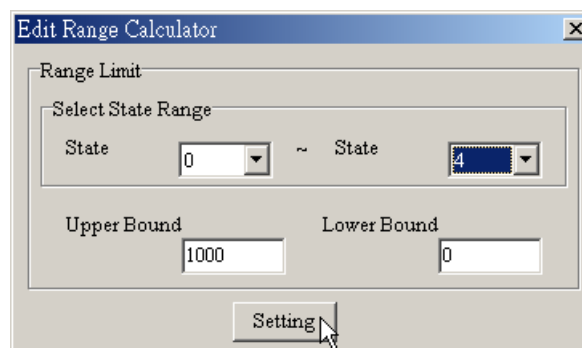 Edit Range Calculator
Range Limit
Select State Range
State 0 ~ State 4
Upper Bound Lower Bound
1000 0
Setting